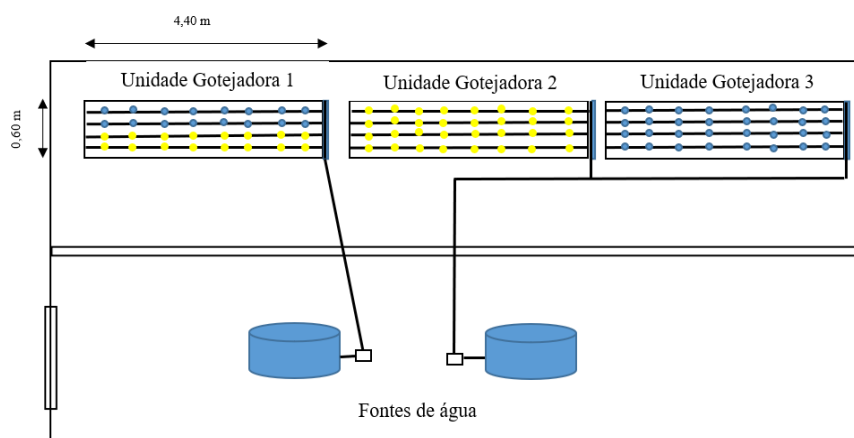 4,40 m
Unidade Gotejadora 1
Unidade Gotejadora 2
Unidade Gotejadora 3
0,60 m
Fontes de água